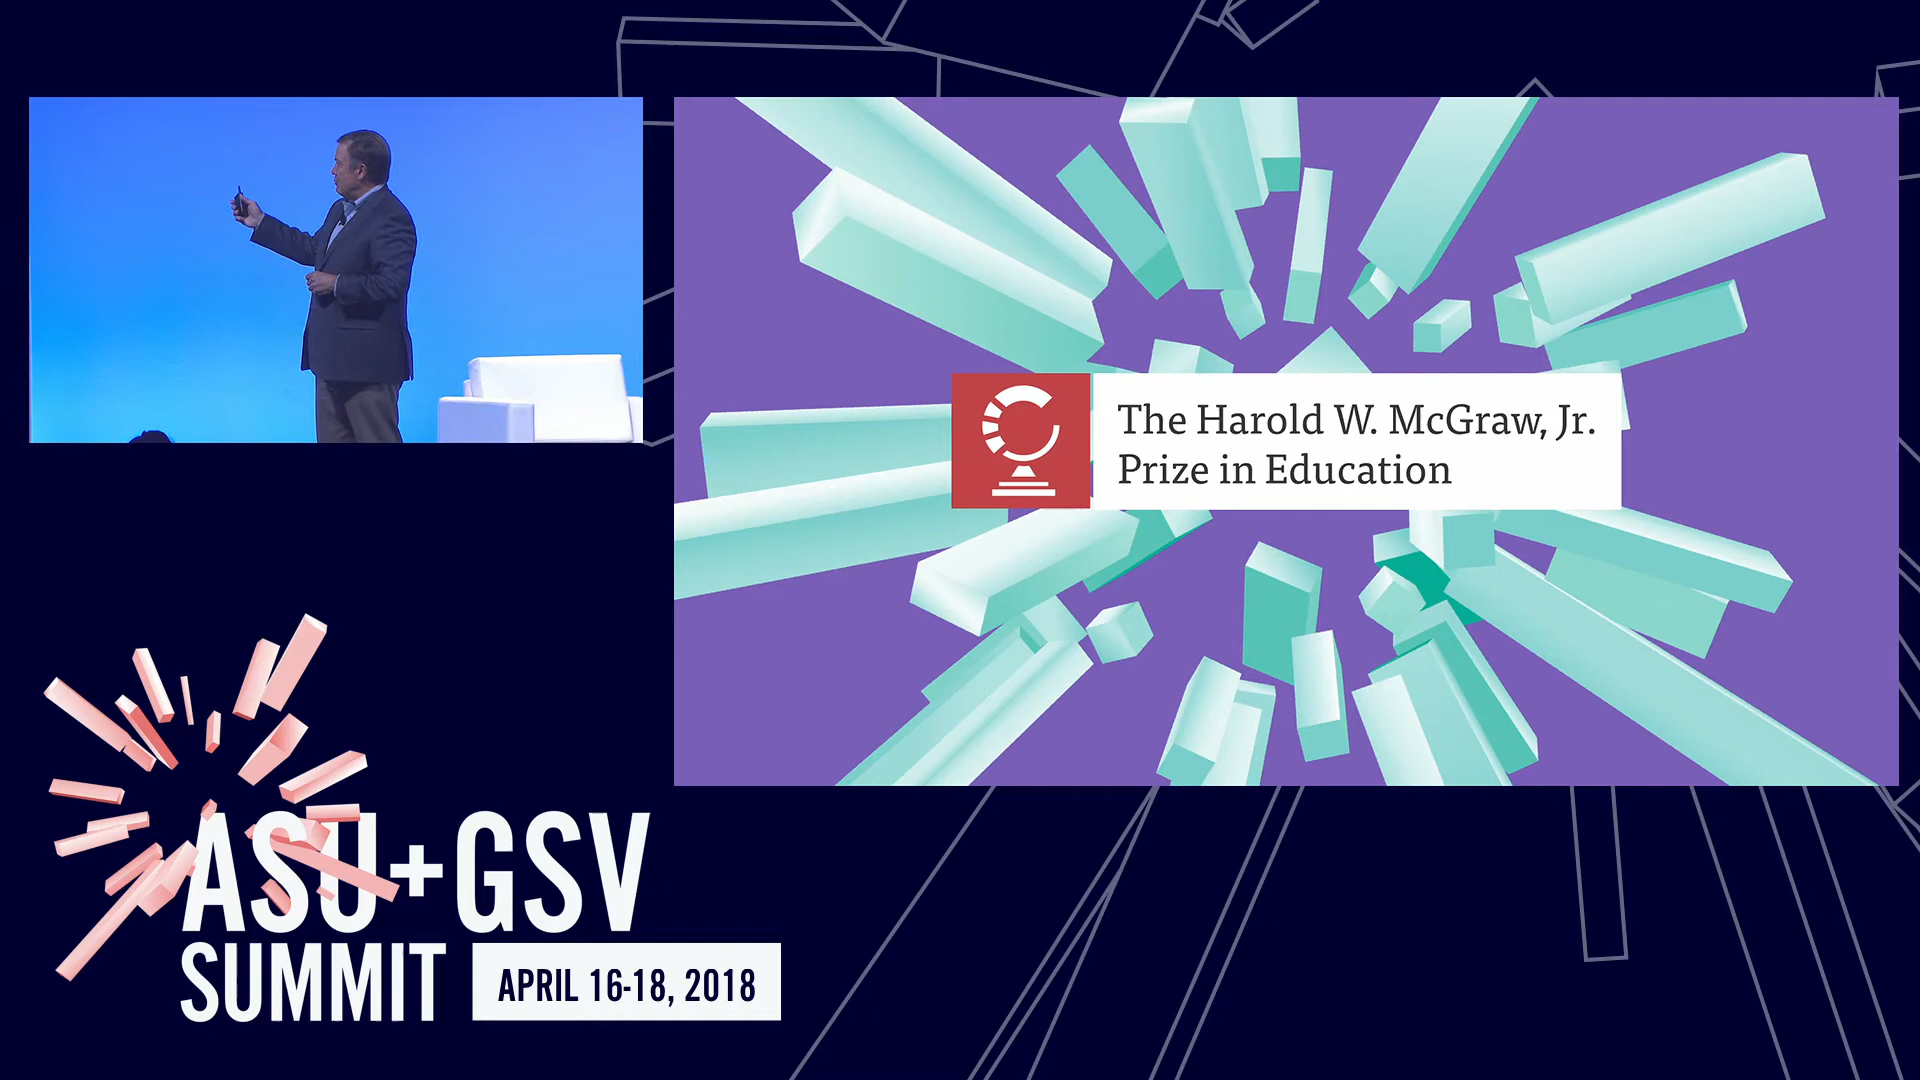 The Harold W. McGraw, Jr.
Prize in Education
ASU+GSV
SUMMIT
APRIL 16-18, 2018